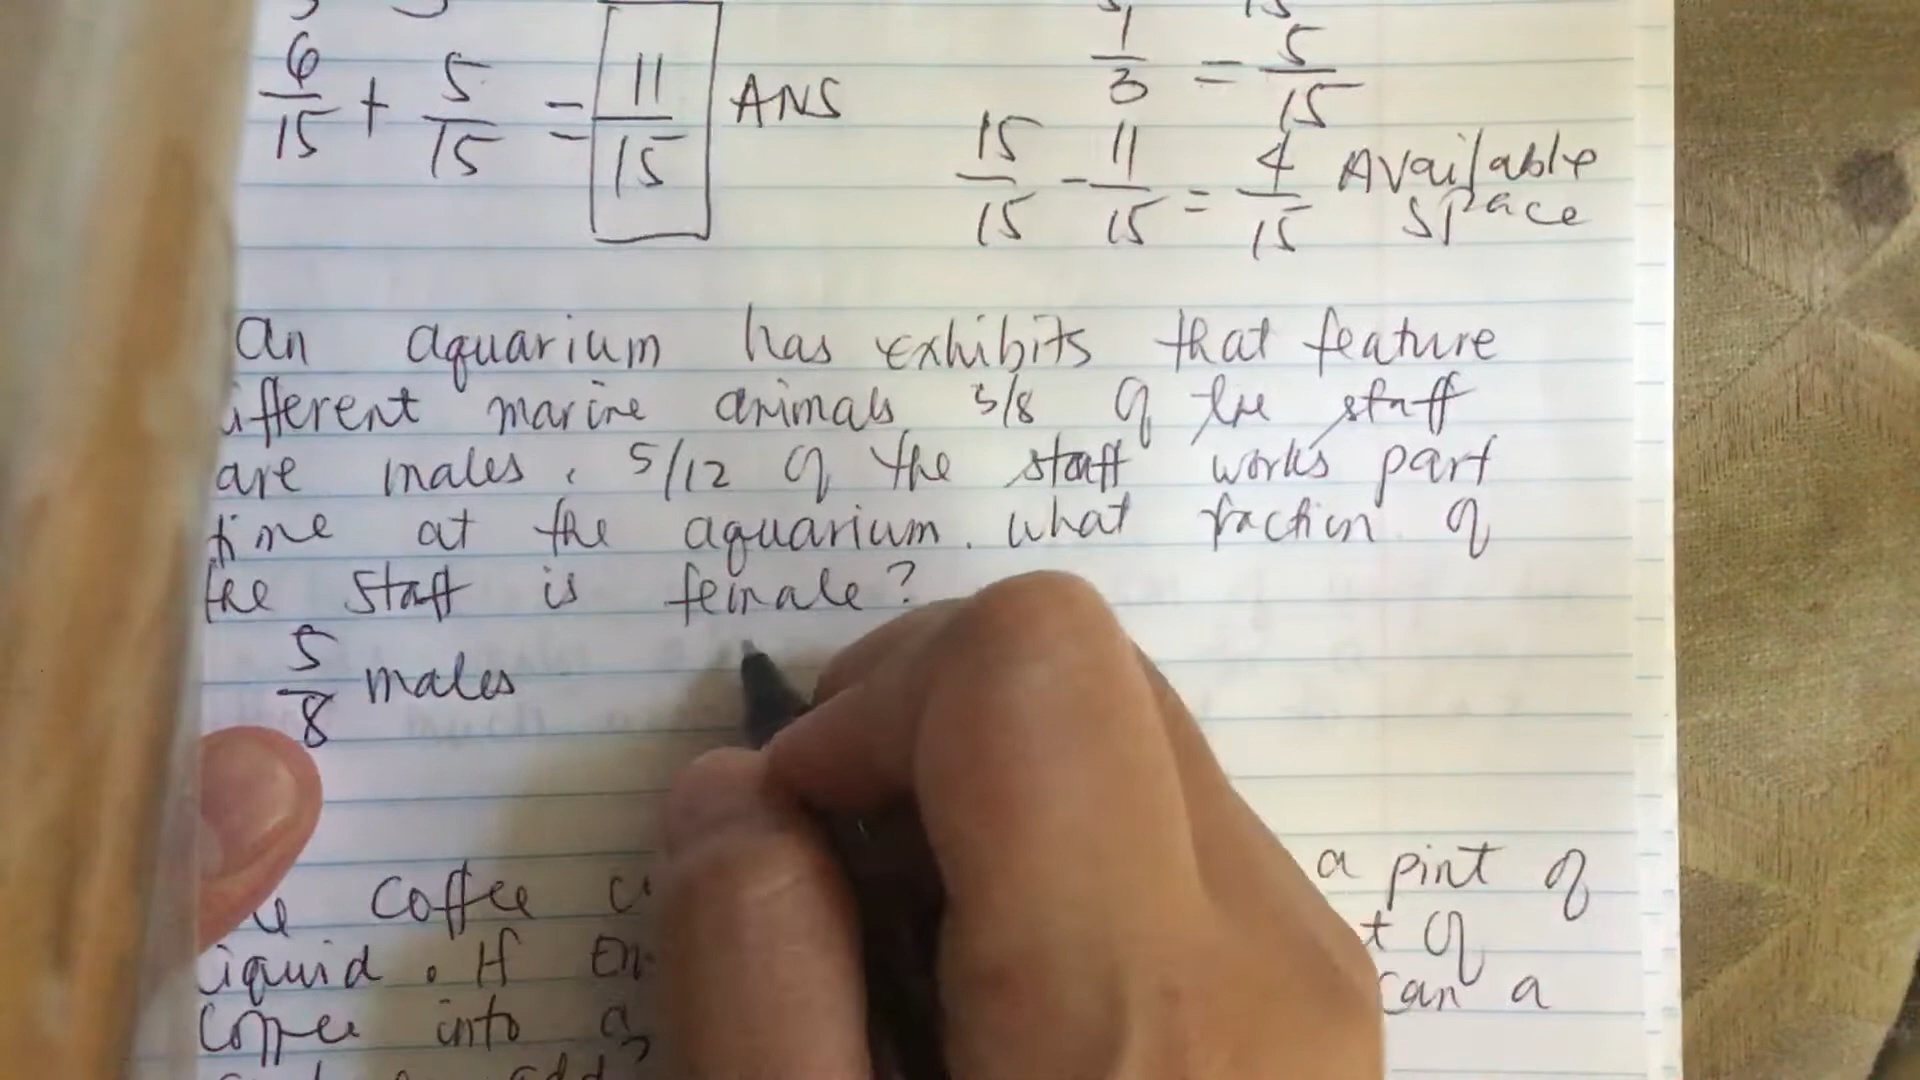 6/15 + 5/15 = 11/15 ANS
1/3 = 5/15
15/15 - 11/15 = 4/15 Available space
An aquarium has exhibits that feature
ifferent marine animals 5/8 of the staff
are males. 5/12 of the staff works part
time at the aquarium. what fraction of
the staff is female?
5/8 males
coffee a pint of
liquid. If t of
coffee into can a
add